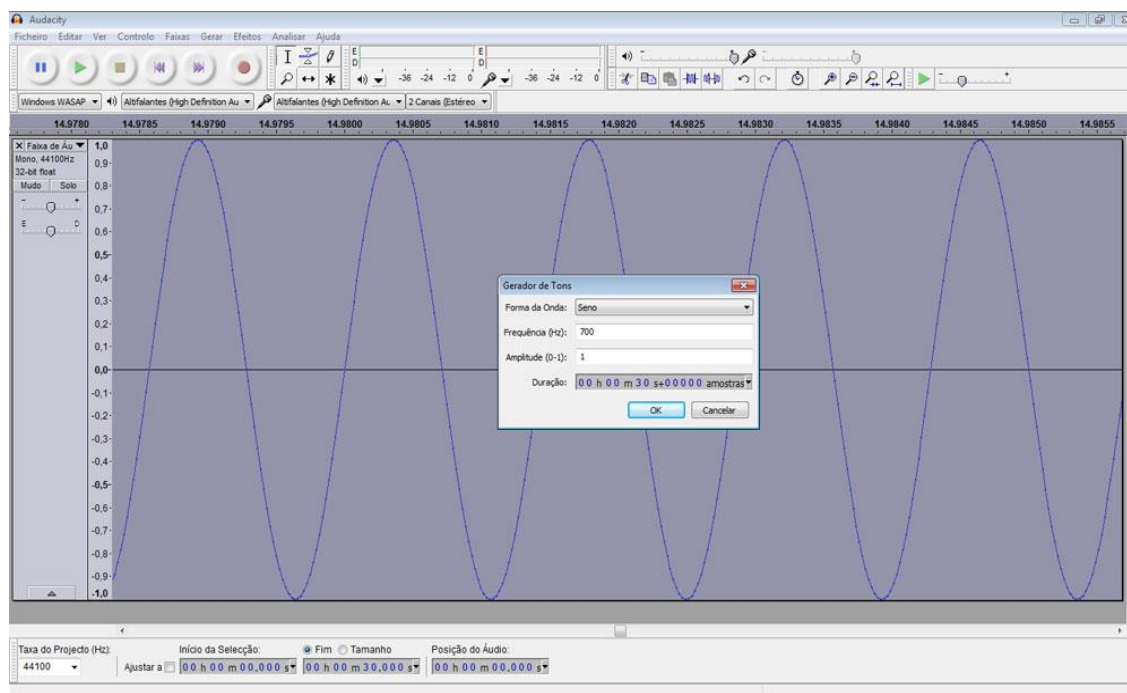 Audacity
Ficheiro Editar Ver Controlo Faixas Gerar Efeitos Analisar Ajuda
E D -36 -24 -12 0
E D -36 -24 -12 0
Windows WASAP Altifalantes (High Definition Au Altifalantes (High Definition Au 2 Canais (Estéreo
14.9780 14.9785 14.9790 14.9795 14.9800 14.9805 14.9810 14.9815 14.9820 14.9825 14.9830 14.9835 14.9840 14.9845 14.9850 14.9855
X Faixa de Áu
Mono, 44100Hz
32-bit float
Mudo Solo
- +
E D
1,0
0,9
0,8
0,7
0,6
0,5
0,4
0,3
0,2
0,1
0,0
-0,1
-0,2
-0,3
-0,4
-0,5
-0,6
-0,7
-0,8
-0,9
-1,0
Gerador de Tons
Forma da Onda: Seno
Frequência (Hz): 700
Amplitude (0-1): 1
Duração: 00 h 00 m 30 s+00000 amostras
OK Cancelar
Taxa do Projecto (Hz): Início da Selecção: Fim Tamanho Posição do Áudio:
44100 Ajustar a 00 h 00 m 00.000 s 00 h 00 m 30.000 s 00 h 00 m 00.000 s